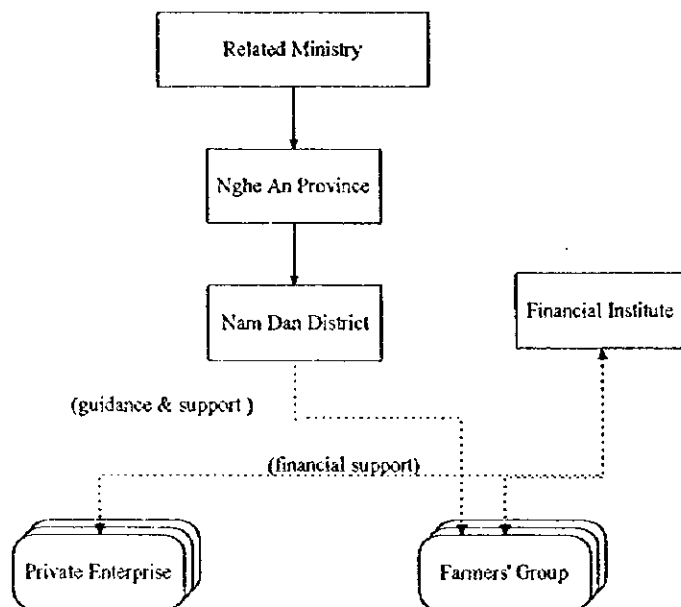 Related Ministry
Nghe An Province
Nam Dan District
Financial Institute
(guidance & support )
(financial support)
Private Enterprise
Farmers' Group